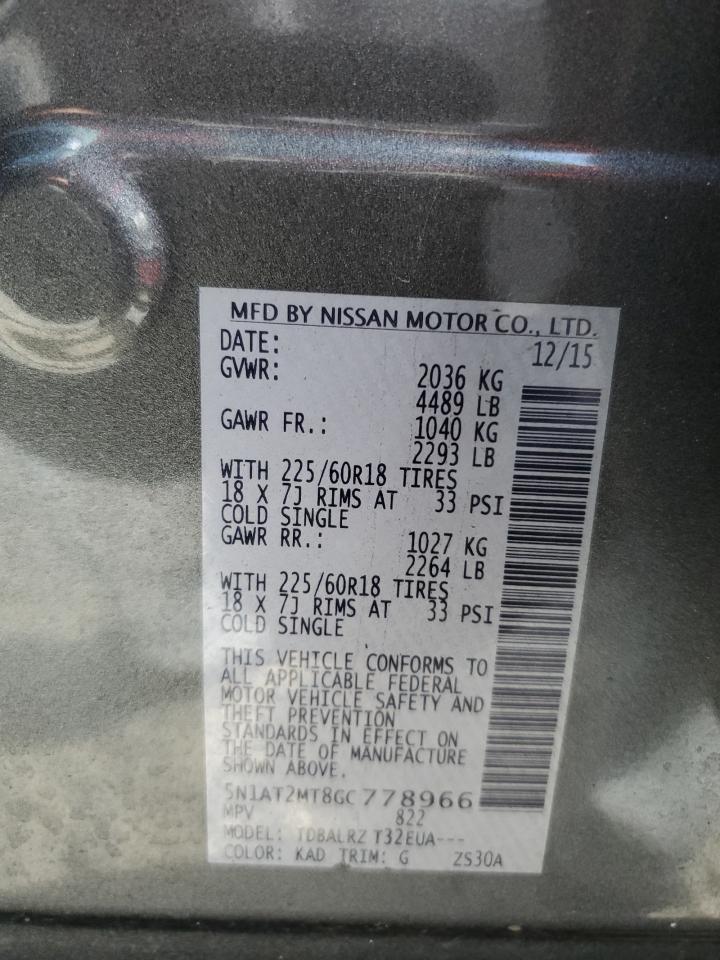 MFD BY NISSAN MOTOR CO., LTD.
DATE: 12/15
GVWR: 2036 KG
4489 LB
GAWR FR.: 1040 KG
2293 LB
WITH 225/60R18 TIRES
18 X 7J RIMS AT 33 PSI
COLD SINGLE
GAWR RR.: 1027 KG
2264 LB
WITH 225/60R18 TIRES
18 X 7J RIMS AT 33 PSI
COLD SINGLE
THIS VEHICLE CONFORMS TO
ALL APPLICABLE FEDERAL
MOTOR VEHICLE SAFETY AND
THEFT PREVENTION
STANDARDS IN EFFECT ON
THE DATE OF MANUFACTURE
SHOWN ABOVE.
5N1AT2MT8GC778966
MPV 822
MODEL: TDBALRZ T32EUA---
COLOR: KAD TRIM: G ZS30A